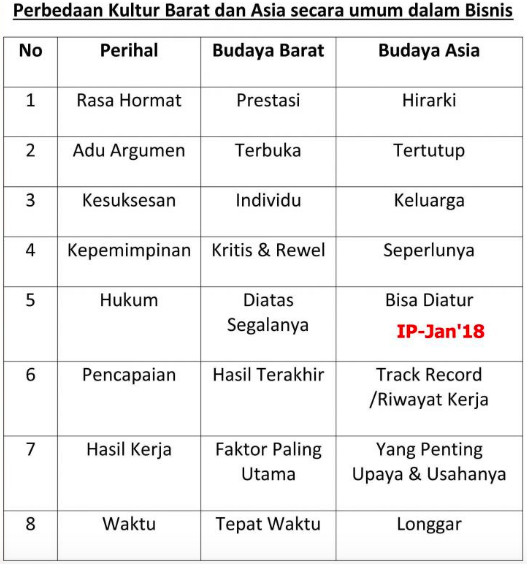 Perbedaan Kultur Barat dan Asia secara umum dalam Bisnis
No Perihal Budaya Barat Budaya Asia
1 Rasa Hormat Prestasi Hirarki
2 Adu Argumen Terbuka Tertutup
3 Kesuksesan Individu Keluarga
4 Kepemimpinan Kritis & Rewel Seperlunya
5 Hukum Diatas Bisa Diatur
Segalanya IP-Jan'18
6 Pencapaian Hasil Terakhir Track Record
/Riwayat Kerja
7 Hasil Kerja Faktor Paling Yang Penting
Utama Upaya & Usahanya
8 Waktu Tepat Waktu Longgar